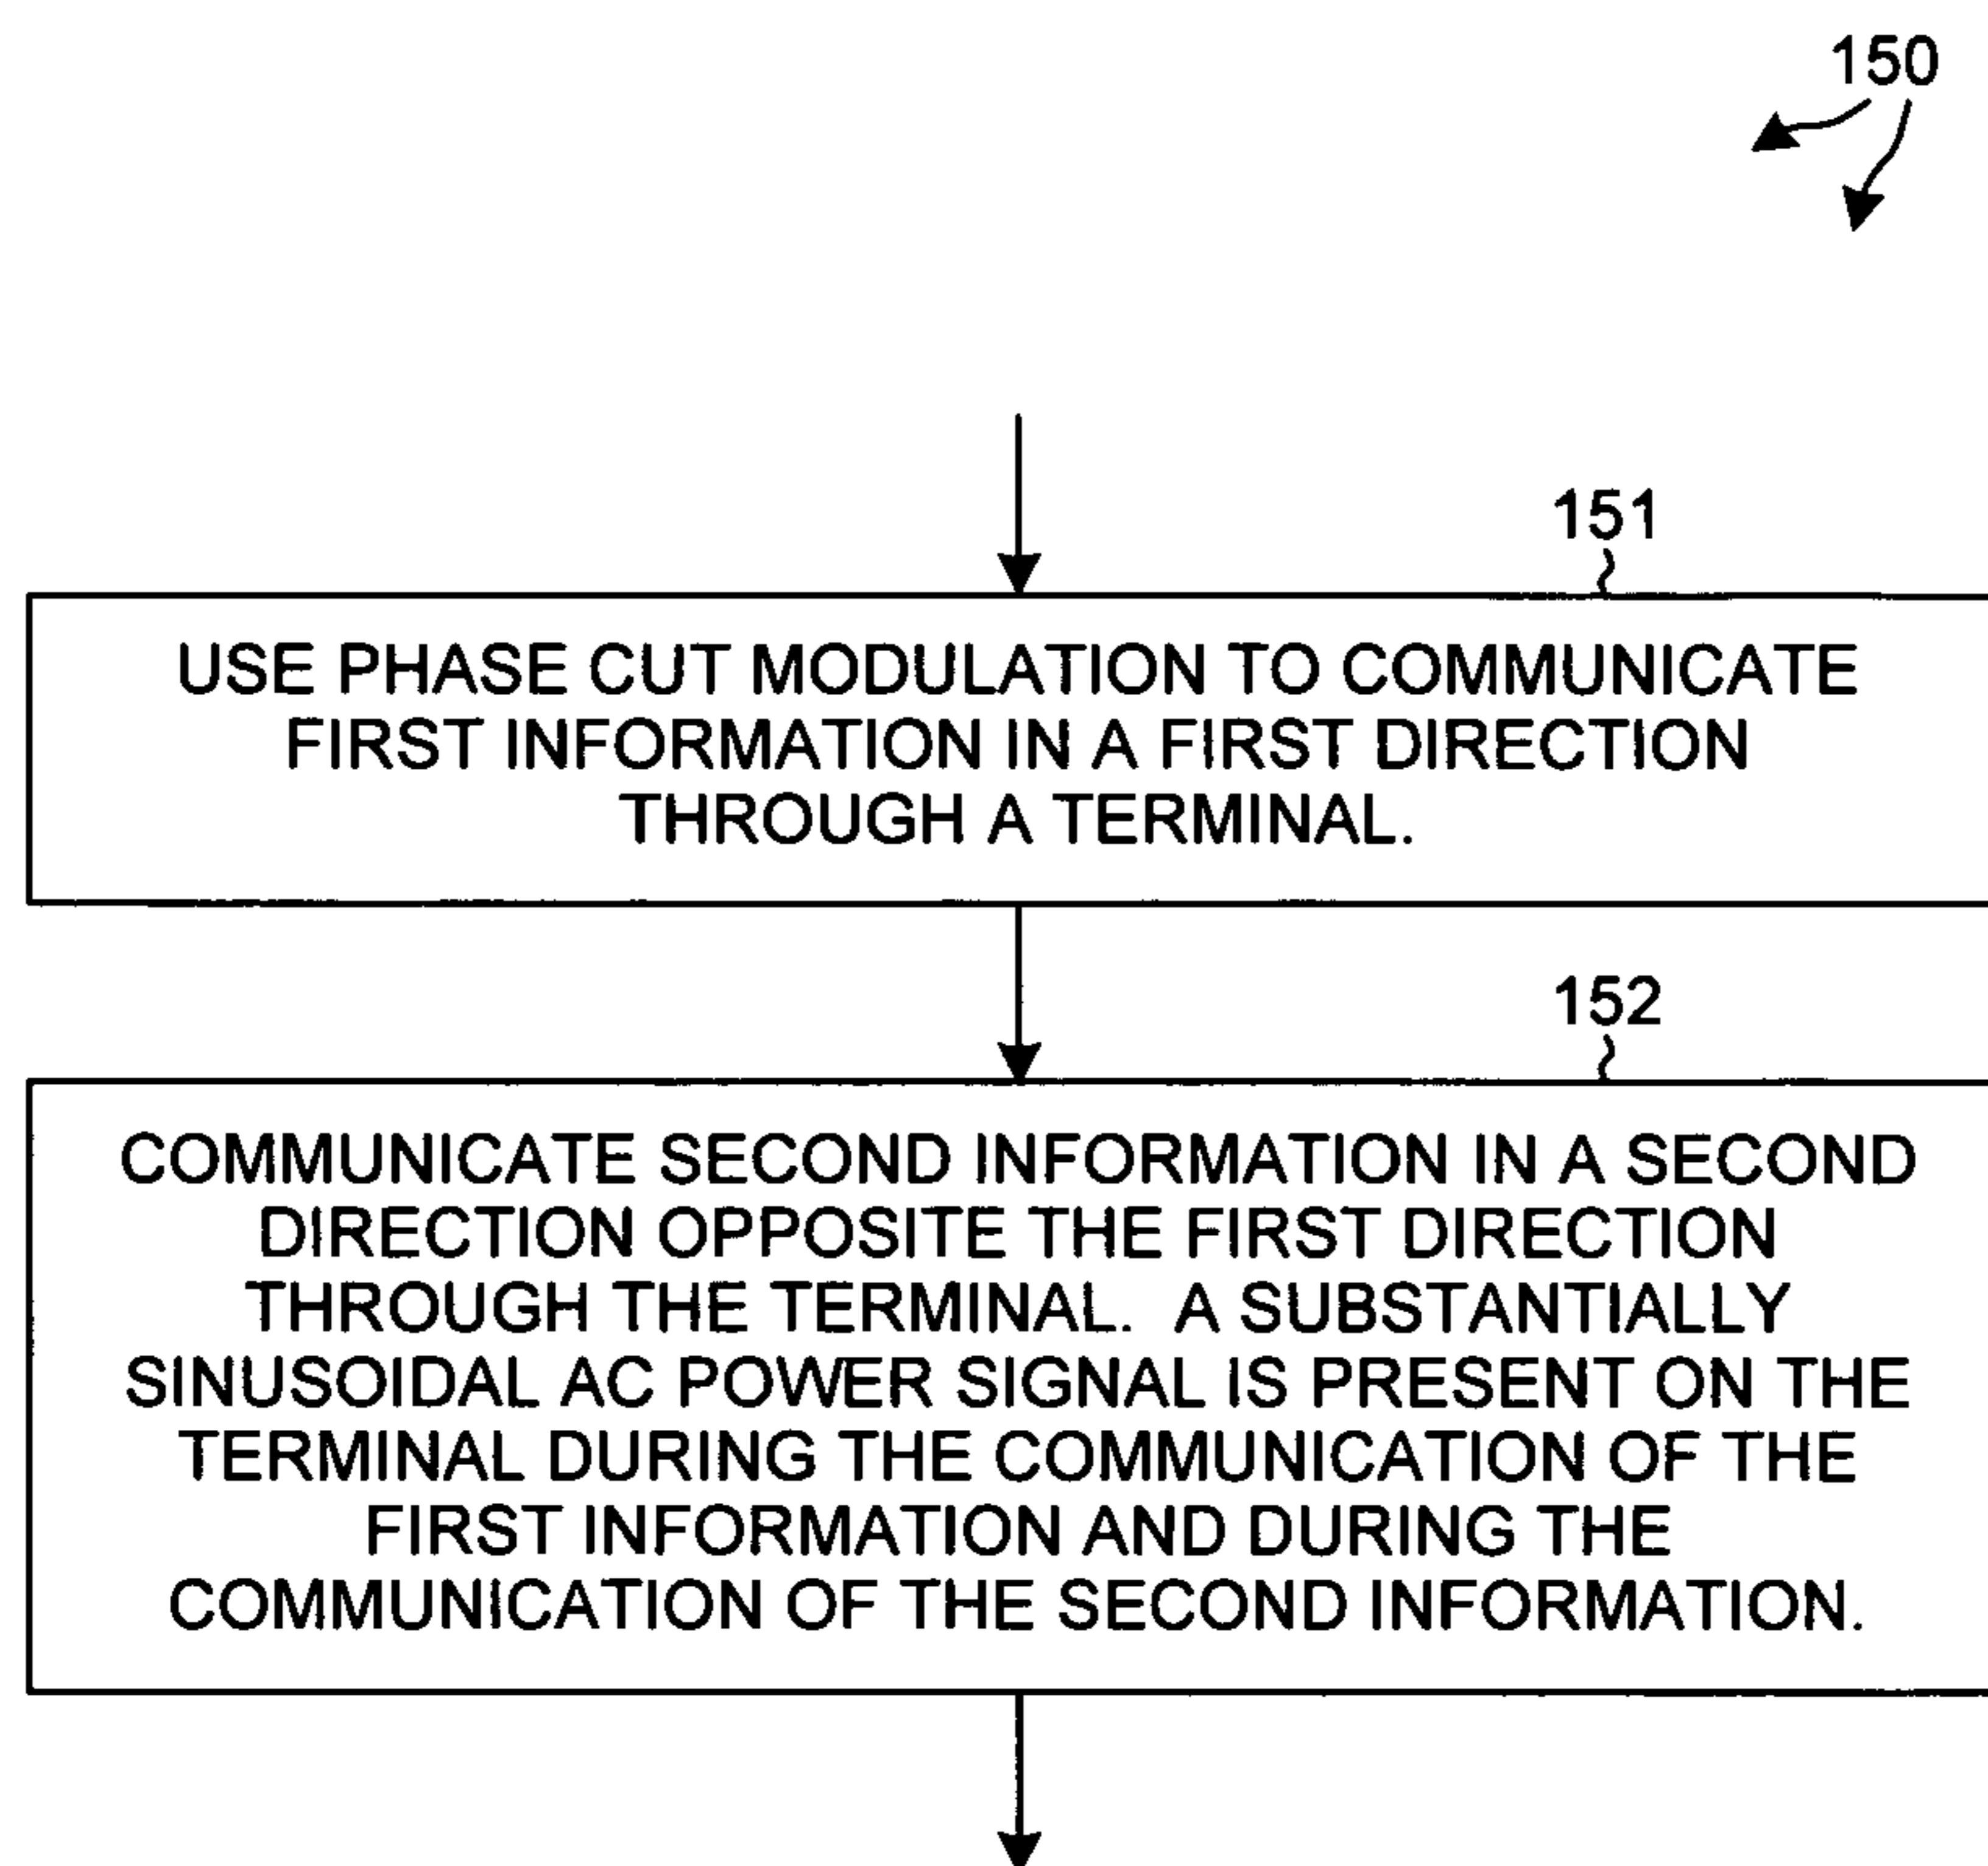 150
151
USE PHASE CUT MODULATION TO COMMUNICATE
FIRST INFORMATION IN A FIRST DIRECTION
THROUGH A TERMINAL.
152
COMMUNICATE SECOND INFORMATION IN A SECOND
DIRECTION OPPOSITE THE FIRST DIRECTION
THROUGH THE TERMINAL. A SUBSTANTIALLY
SINUSOIDAL AC POWER SIGNAL IS PRESENT ON THE
TERMINAL DURING THE COMMUNICATION OF THE
FIRST INFORMATION AND DURING THE
COMMUNICATION OF THE SECOND INFORMATION.